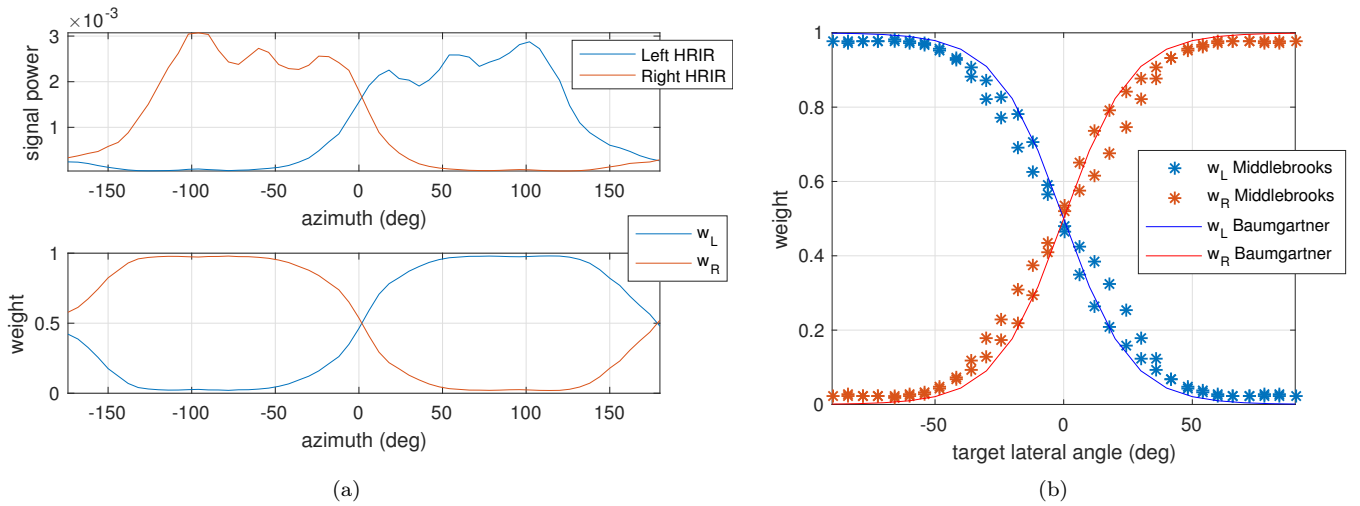 ×10⁻³
3
2
1
signal power
Left HRIR
Right HRIR
-150 -100 -50 0 50 100 150
azimuth (deg)
1
0.5
0
weight
w_L
w_R
-150 -100 -50 0 50 100 150
azimuth (deg)
(a)
1
0.8
0.6
0.4
0.2
0
weight
w_L Middlebrooks
w_R Middlebrooks
w_L Baumgartner
w_R Baumgartner
-50 0 50
target lateral angle (deg)
(b)